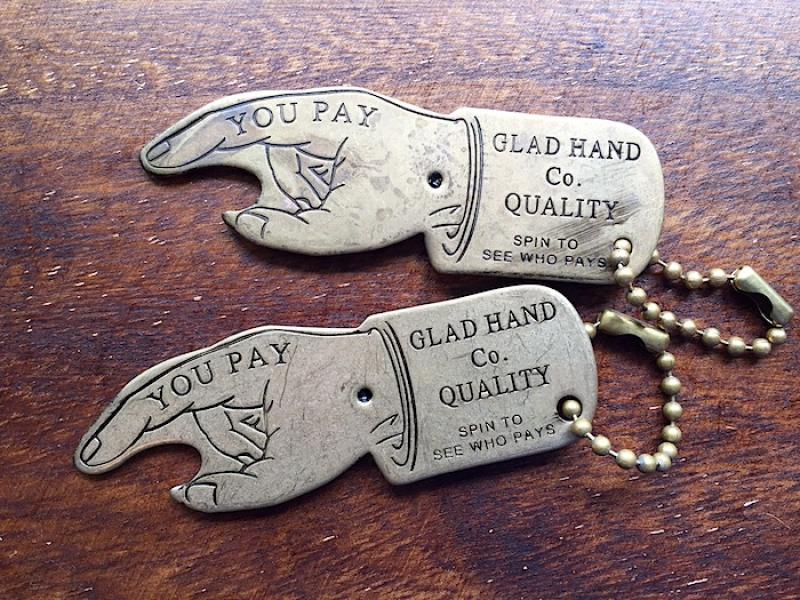 YOU PAY
GLAD HAND
Co.
QUALITY
SPIN TO
SEE WHO PAYS
YOU PAY
GLAD HAND
Co.
QUALITY
SPIN TO
SEE WHO PAYS